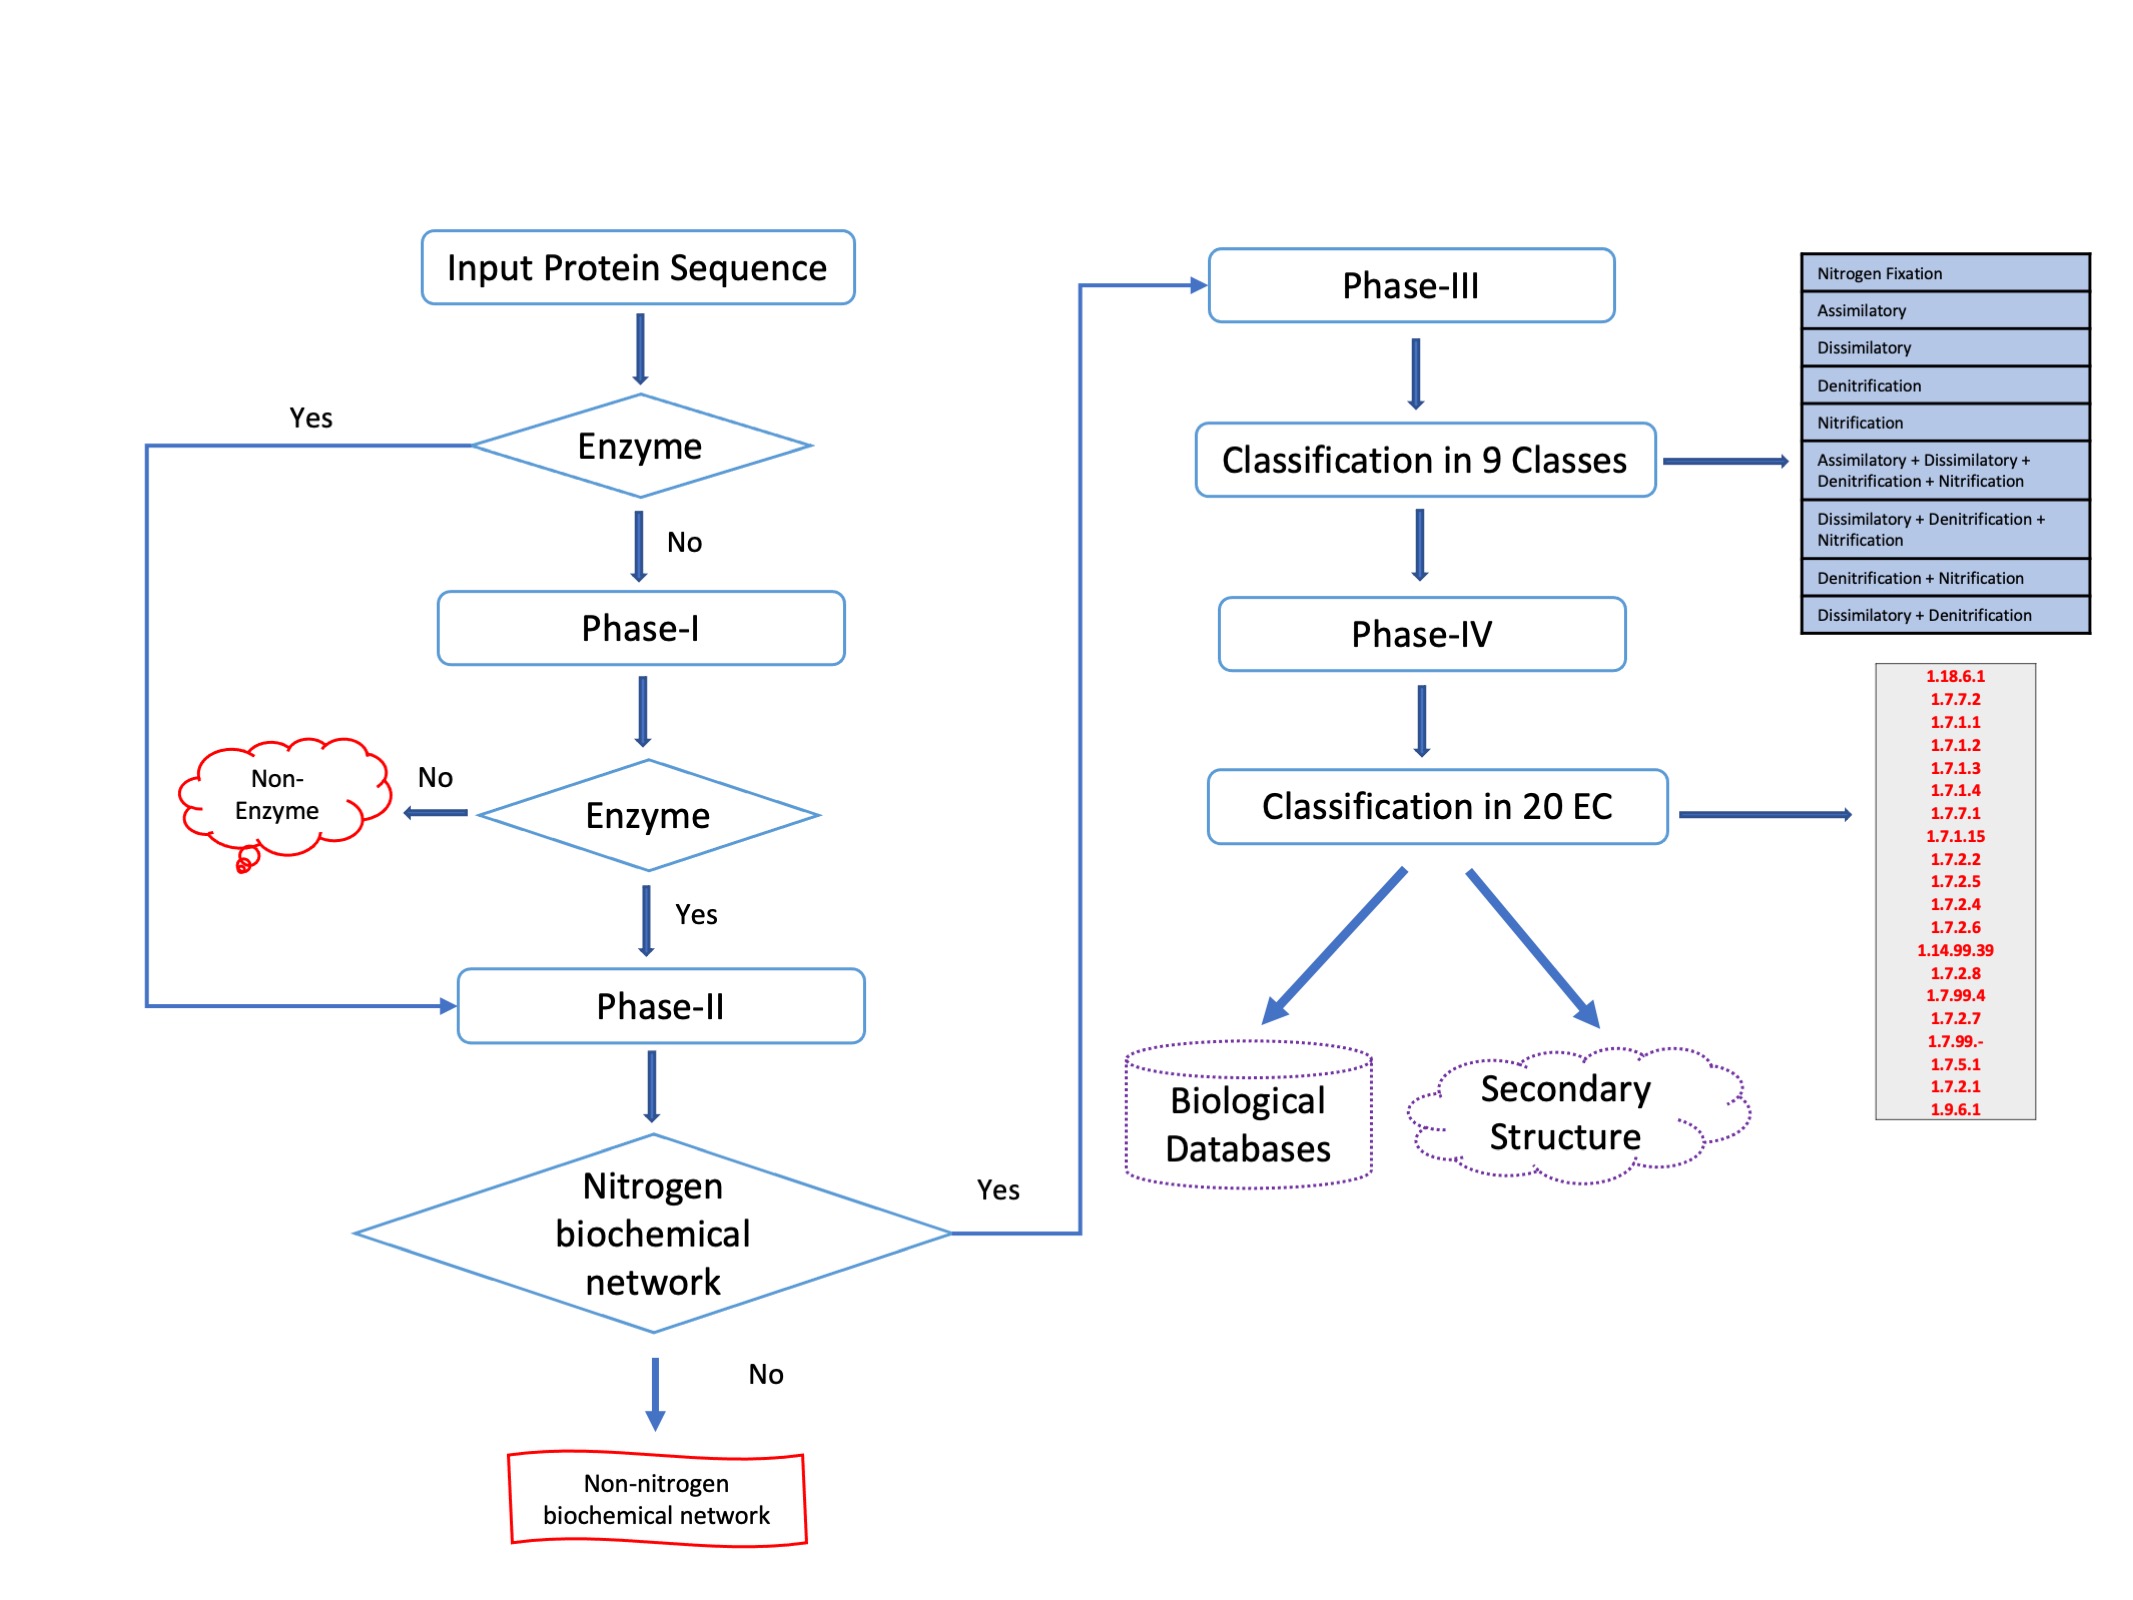 Input Protein Sequence
Enzyme
Yes
No
Phase-I
Enzyme
No
Non-
Enzyme
Yes
Phase-II
Nitrogen
biochemical
network
Yes
No
Non-nitrogen
biochemical network
Phase-III
Classification in 9 Classes
Nitrogen Fixation
Assimilatory
Dissimilatory
Denitrification
Nitrification
Assimilatory + Dissimilatory +
Denitrification + Nitrification
Dissimilatory + Denitrification +
Nitrification
Denitrification + Nitrification
Dissimilatory + Denitrification
Phase-IV
Classification in 20 EC
1.18.6.1
1.7.7.2
1.7.1.1
1.7.1.2
1.7.1.3
1.7.1.4
1.7.7.1
1.7.1.15
1.7.2.2
1.7.2.5
1.7.2.4
1.7.2.6
1.14.99.39
1.7.2.8
1.7.99.4
1.7.2.7
1.7.99.-
1.7.5.1
1.7.2.1
1.9.6.1
Biological
Databases
Secondary
Structure